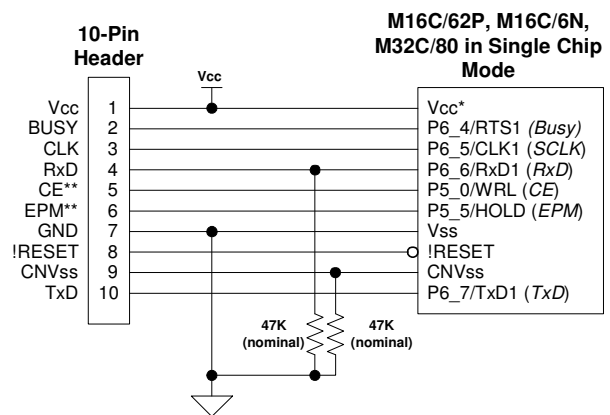 10-Pin
Header
M16C/62P, M16C/6N,
M32C/80 in Single Chip
Mode
Vcc
Vcc 1 Vcc*
BUSY 2 P6_4/RTS1 (Busy)
CLK 3 P6_5/CLK1 (SCLK)
RxD 4 P6_6/RxD1 (RxD)
CE** 5 P5_0/WRL (CE)
EPM** 6 P5_5/HOLD (EPM)
GND 7 Vss
!RESET 8 !RESET
CNVss 9 CNVss
TxD 10 P6_7/TxD1 (TxD)
47K
(nominal)
47K
(nominal)